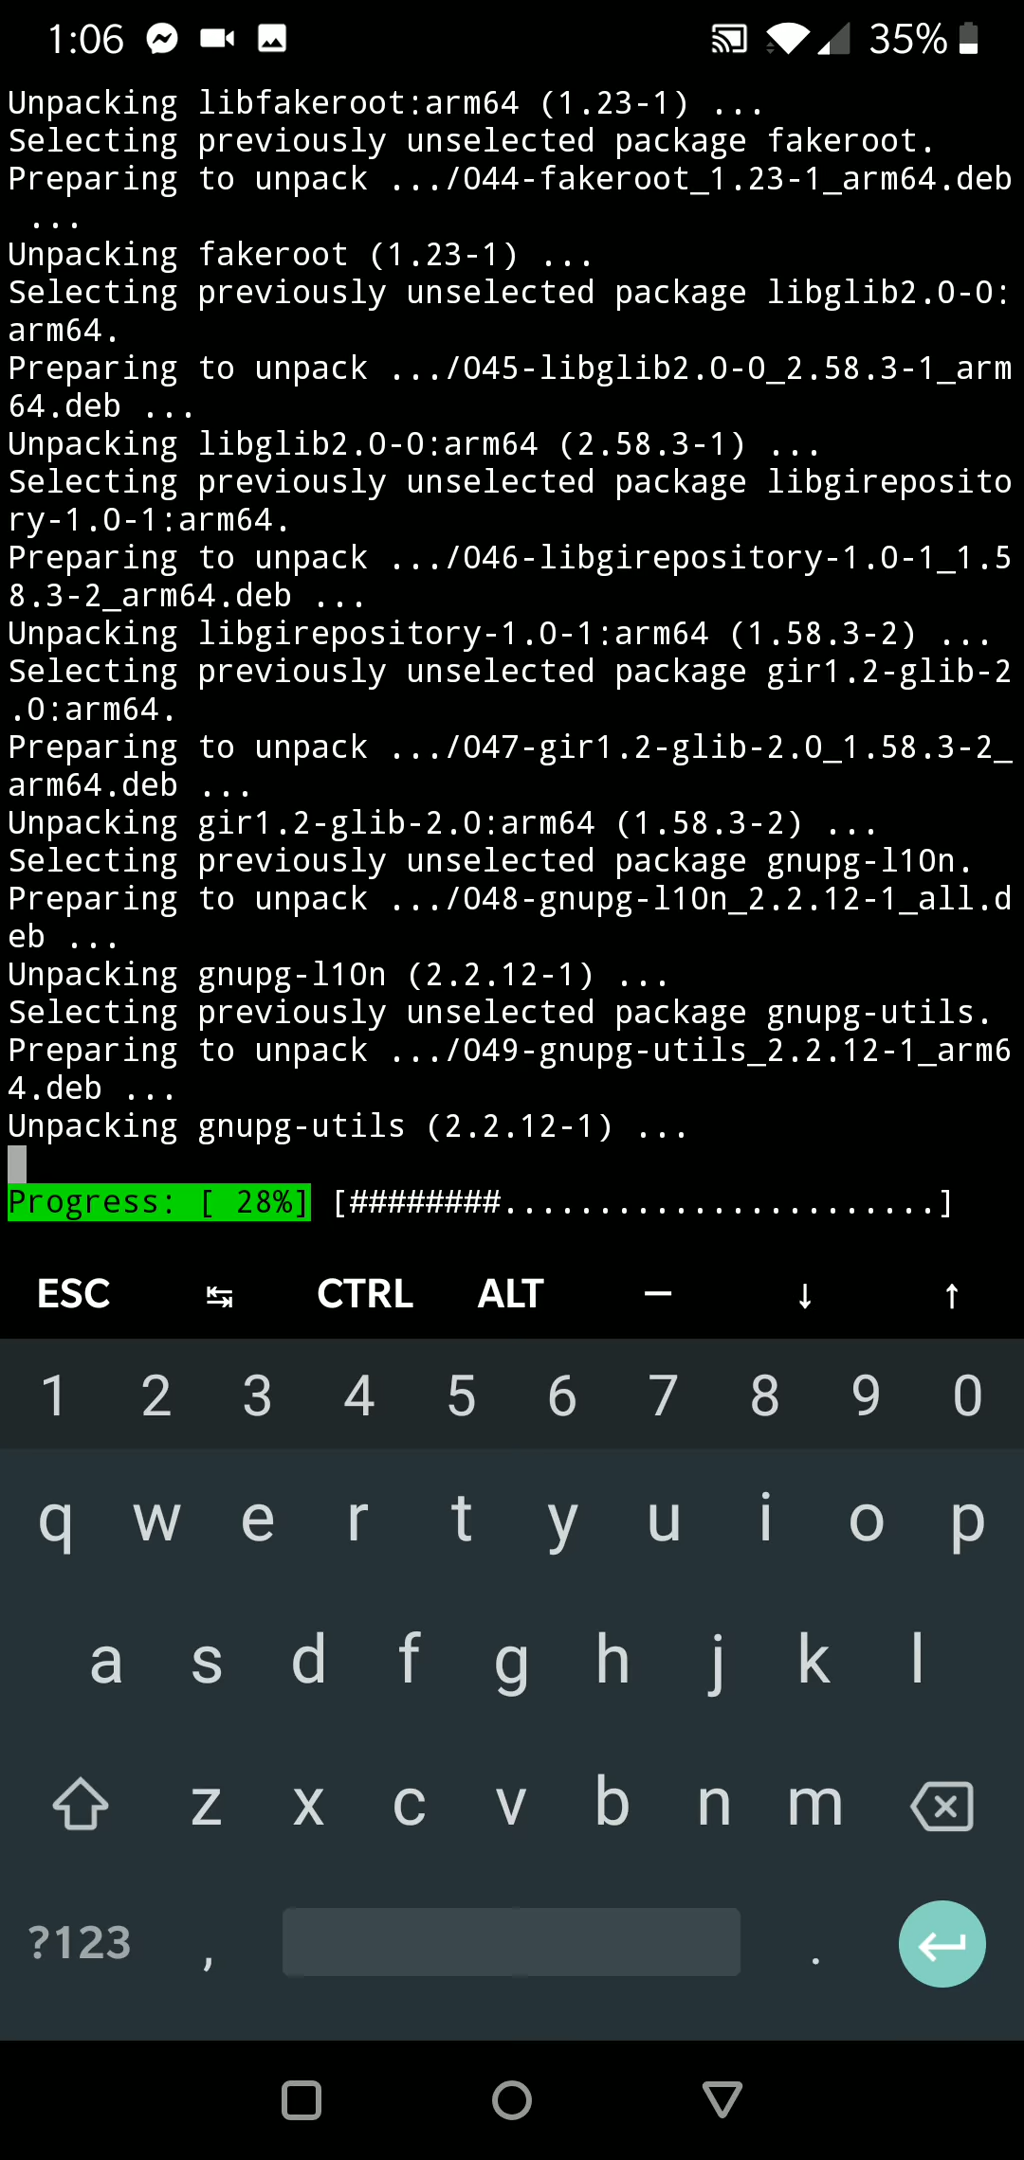 1:06 35%
Unpacking libfakeroot:arm64 (1.23-1) ...
Selecting previously unselected package fakeroot.
Preparing to unpack .../044-fakeroot_1.23-1_arm64.deb
 ...
Unpacking fakeroot (1.23-1) ...
Selecting previously unselected package libglib2.0-0:
arm64.
Preparing to unpack .../045-libglib2.0-0_2.58.3-1_arm
64.deb ...
Unpacking libglib2.0-0:arm64 (2.58.3-1) ...
Selecting previously unselected package libgireposito
ry-1.0-1:arm64.
Preparing to unpack .../046-libgirepository-1.0-1_1.5
8.3-2_arm64.deb ...
Unpacking libgirepository-1.0-1:arm64 (1.58.3-2) ...
Selecting previously unselected package gir1.2-glib-2
.0:arm64.
Preparing to unpack .../047-gir1.2-glib-2.0_1.58.3-2_
arm64.deb ...
Unpacking gir1.2-glib-2.0:arm64 (1.58.3-2) ...
Selecting previously unselected package gnupg-l10n.
Preparing to unpack .../048-gnupg-l10n_2.2.12-1_all.d
eb ...
Unpacking gnupg-l10n (2.2.12-1) ...
Selecting previously unselected package gnupg-utils.
Preparing to unpack .../049-gnupg-utils_2.2.12-1_arm6
4.deb ...
Unpacking gnupg-utils (2.2.12-1) ...
Progress: [ 28%] [########.......................]
ESC ↹ CTRL ALT — ↓ ↑
1 2 3 4 5 6 7 8 9 0
q w e r t y u i o p
a s d f g h j k l
z x c v b n m
?123 , .